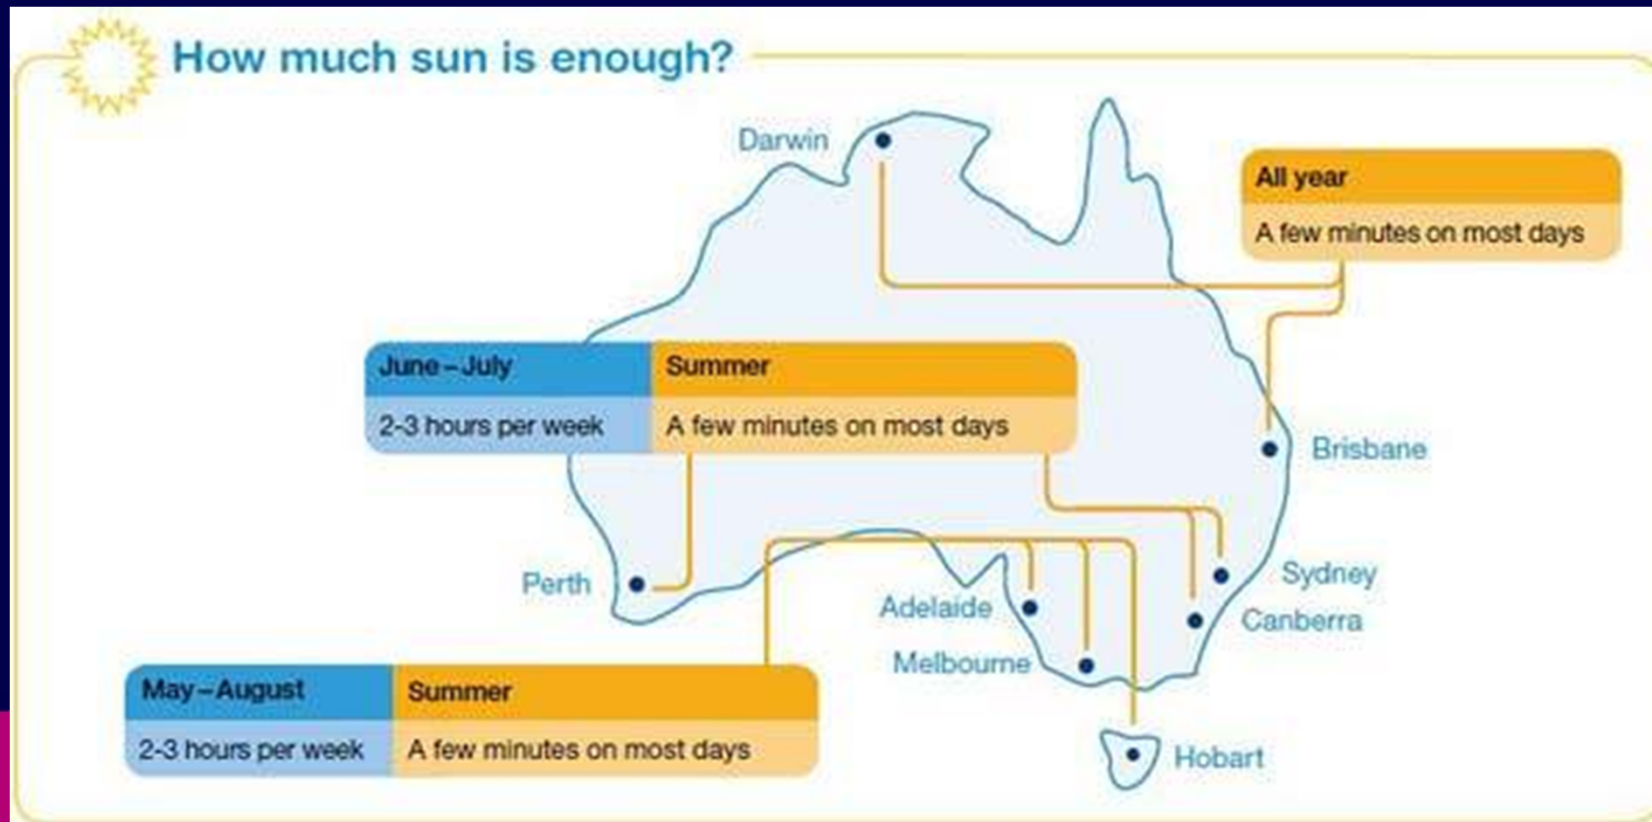 How much sun is enough?
Darwin
All year
A few minutes on most days
June–July Summer
2-3 hours per week A few minutes on most days
Brisbane
Perth
Sydney
Adelaide
Canberra
Melbourne
May–August Summer
2-3 hours per week A few minutes on most days
Hobart